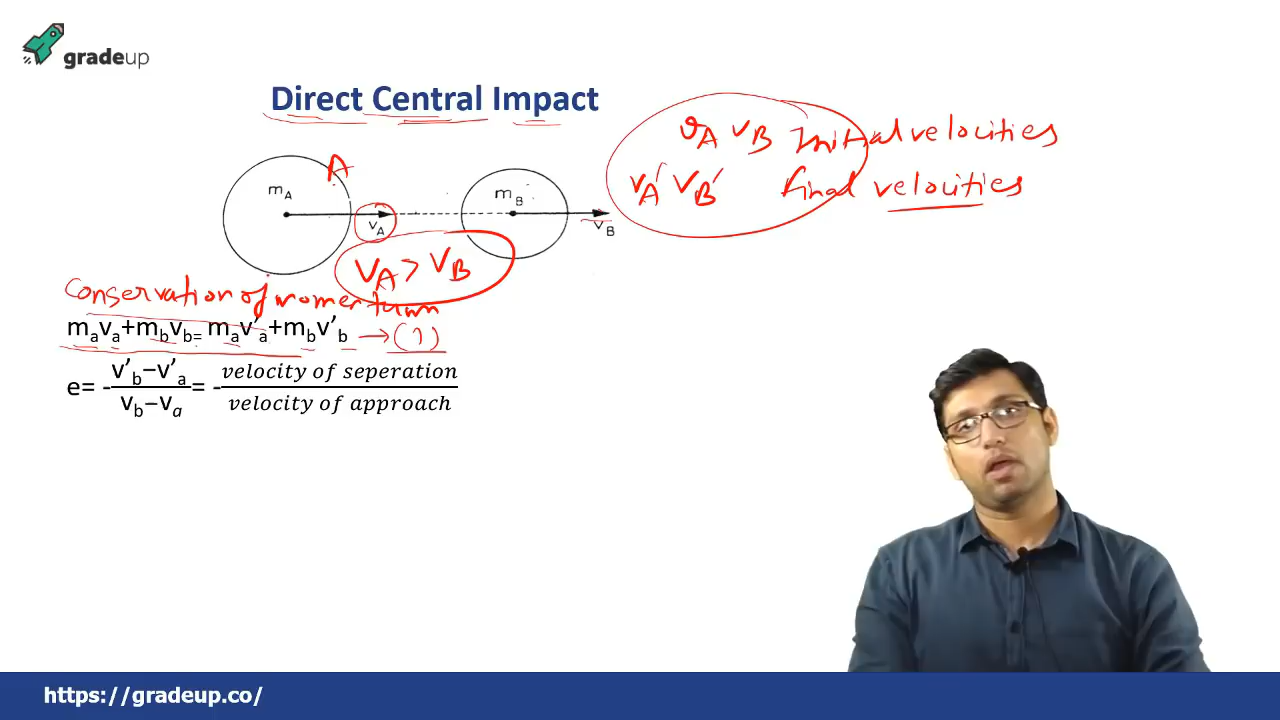 gradeup
Direct Central Impact
vA vB Initial velocities
vA' vB' final velocities
A
mA
vA
mB
vB
VA > VB
Conservation of momentum
mava+mbvb= mav’a+mbv’b → (1)
e= -(v’b−v’a)/(vb−va)= -(velocity of seperation)/(velocity of approach)
https://gradeup.co/